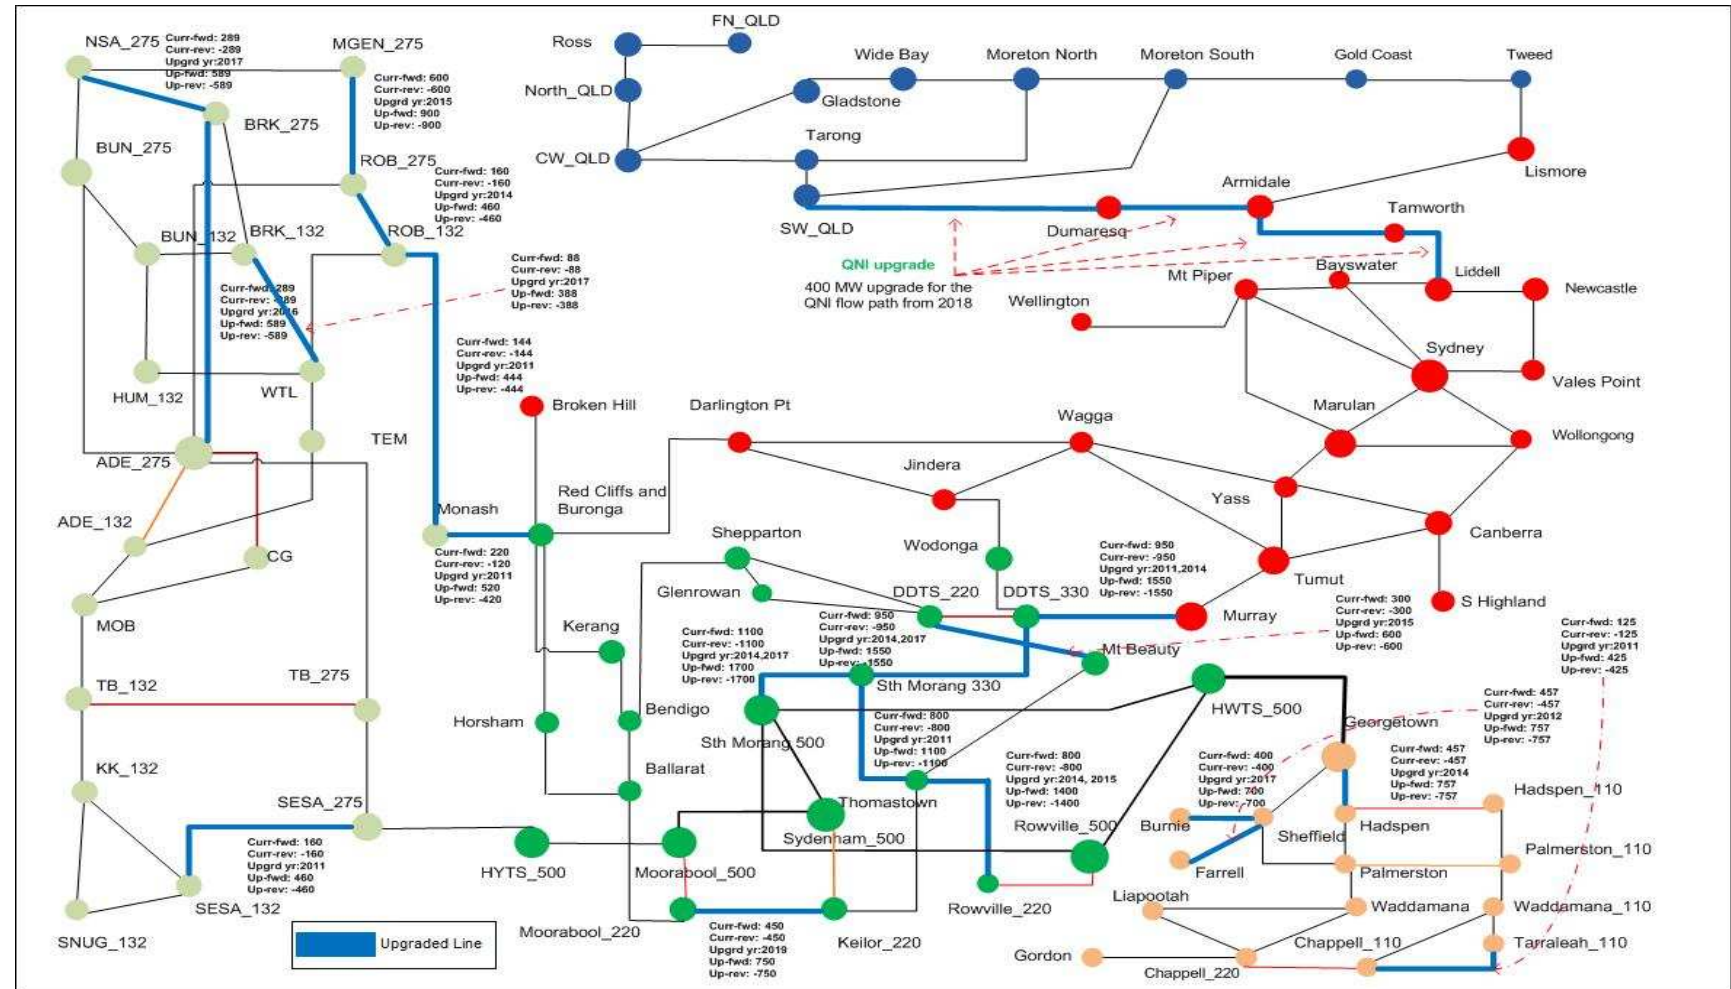 FN_QLD
NSA_275
Curr-fwd: 289
Curr-rev: -289
Upgrd yr:2017
Up-fwd: 589
Up-rev: -589
MGEN_275
Curr-fwd: 600
Curr-rev: -600
Upgrd yr:2015
Up-fwd: 900
Up-rev: -900
Ross
Wide Bay
Moreton North
Moreton South
Gold Coast
Tweed
North_QLD
Gladstone
BRK_275
BUN_275
ROB_275
Curr-fwd: 160
Curr-rev: -160
Upgrd yr:2014
Up-fwd: 460
Up-rev: -460
Tarong
CW_QLD
Lismore
Armidale
Tamworth
SW_QLD
Dumaresq
BUN_132
BRK_132
ROB_132
Curr-fwd: 88
Curr-rev: -88
Upgrd yr:2017
Up-fwd: 388
Up-rev: -388
QNI upgrade
400 MW upgrade for the
QNI flow path from 2018
Mt Piper
Bayswater
Liddell
Newcastle
Wellington
Curr-fwd: 289
Curr-rev: -289
Upgrd yr:2016
Up-fwd: 589
Up-rev: -589
Curr-fwd: 144
Curr-rev: -144
Upgrd yr:2011
Up-fwd: 444
Up-rev: -444
Sydney
Vales Point
HUM_132
WTL
Broken Hill
Darlington Pt
Wagga
Marulan
Wollongong
TEM
ADE_275
Jindera
Red Cliffs and
Buronga
Yass
Monash
ADE_132
CG
Shepparton
Wodonga
Canberra
Curr-fwd: 220
Curr-rev: -120
Upgrd yr:2011
Up-fwd: 520
Up-rev: -420
Curr-fwd: 950
Curr-rev: -950
Upgrd yr:2011,2014
Up-fwd: 1550
Up-rev: -1550
Tumut
Glenrowan
DDTS_220
DDTS_330
S Highland
Murray
MOB
Kerang
Curr-fwd: 1100
Curr-rev: -1100
Upgrd yr:2014,2017
Up-fwd: 1700
Up-rev: -1700
Curr-fwd: 950
Curr-rev: -950
Upgrd yr:2014,2017
Up-fwd: 1550
Up-rev: -1550
Mt Beauty
Curr-fwd: 300
Curr-rev: -300
Upgrd yr:2015
Up-fwd: 600
Up-rev: -600
Curr-fwd: 125
Curr-rev: -125
Upgrd yr:2011
Up-fwd: 425
Up-rev: -425
TB_132
TB_275
Sth Morang 330
Horsham
Bendigo
Sth Morang 500
Curr-fwd: 800
Curr-rev: -800
Upgrd yr:2011
Up-fwd: 1100
Up-rev: -1100
HWTS_500
Georgetown
Curr-fwd: 457
Curr-rev: -457
Upgrd yr:2012
Up-fwd: 757
Up-rev: -757
KK_132
Ballarat
Curr-fwd: 800
Curr-rev: -800
Upgrd yr:2014, 2015
Up-fwd: 1400
Up-rev: -1400
Curr-fwd: 400
Curr-rev: -400
Upgrd yr:2017
Up-fwd: 700
Up-rev: -700
Curr-fwd: 457
Curr-rev: -457
Upgrd yr:2014
Up-fwd: 757
Up-rev: -757
SESA_275
Thomastown
Hadspen_110
Rowville_500
Burnie
Sheffield
Hadspen
Sydenham_500
Curr-fwd: 160
Curr-rev: -160
Upgrd yr:2011
Up-fwd: 460
Up-rev: -460
HYTS_500
Moorabool_500
Farrell
Palmerston
Palmerston_110
Liapootah
SESA_132
Rowville_220
Waddamana
Waddamana_110
SNUG_132
Upgraded Line
Moorabool_220
Curr-fwd: 450
Curr-rev: -450
Upgrd yr:2019
Up-fwd: 750
Up-rev: -750
Keilor_220
Gordon
Chappell_110
Tarraleah_110
Chappell_220